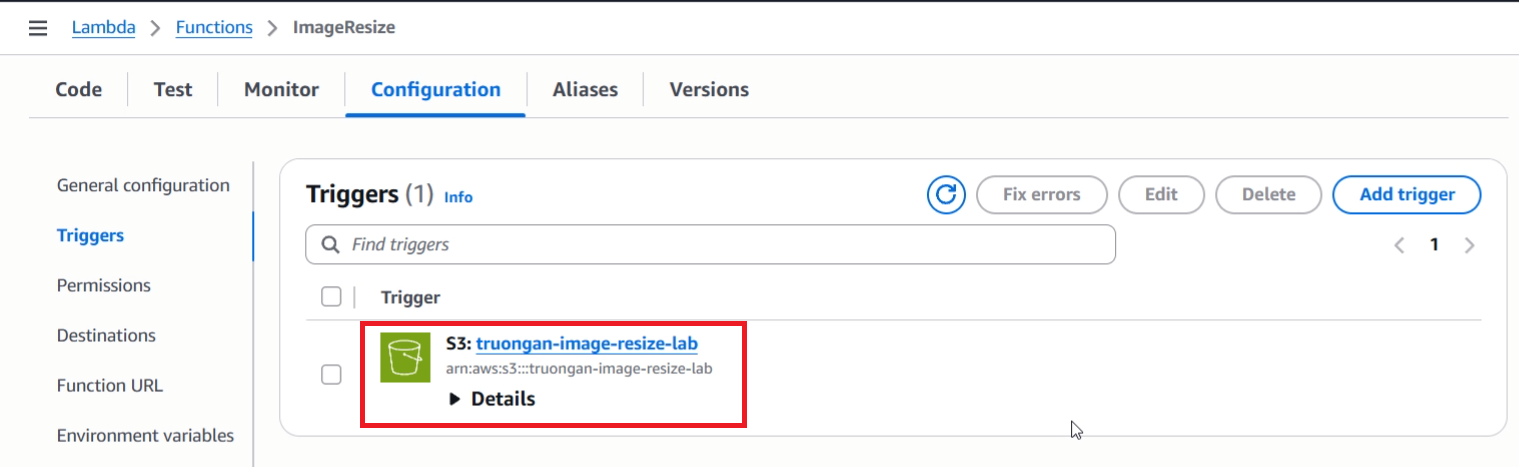 Lambda > Functions > ImageResize
Code Test Monitor Configuration Aliases Versions
General configuration
Triggers
Permissions
Destinations
Function URL
Environment variables
Triggers (1) Info
Fix errors Edit Delete Add trigger
Find triggers
< 1 >
Trigger
S3: truongan-image-resize-lab
arn:aws:s3:::truongan-image-resize-lab
Details